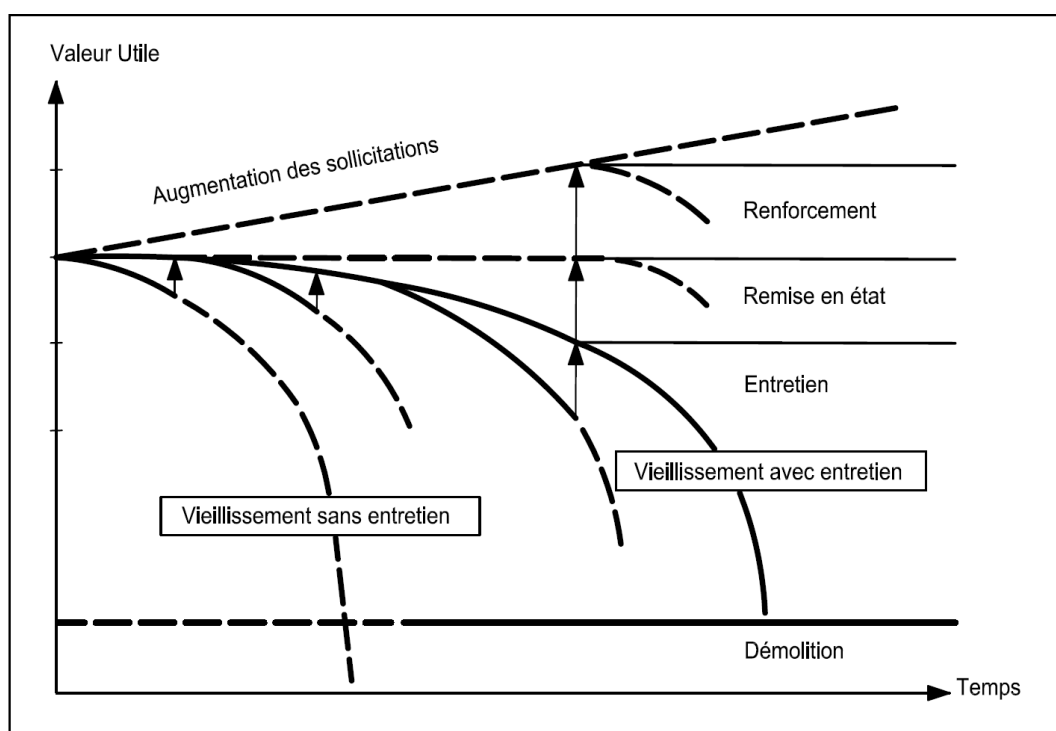 Valeur Utile
Augmentation des sollicitations
Renforcement
Remise en état
Entretien
Vieillissement avec entretien
Vieillissement sans entretien
Démolition
Temps